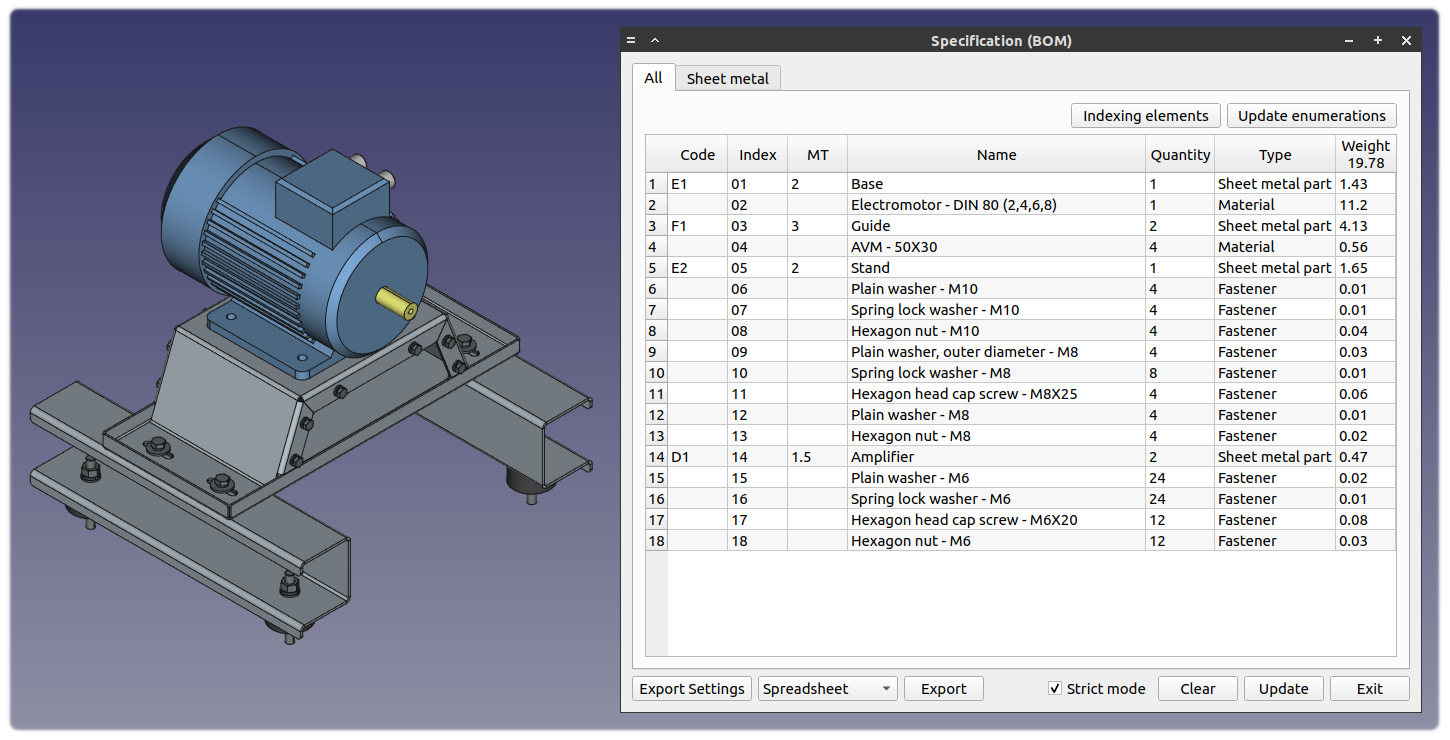 Specification (BOM)
All Sheet metal
Indexing elements Update enumerations
Code Index MT Name Quantity Type Weight 19.78
1 E1 01 2 Base 1 Sheet metal part 1.43
2 02 Electromotor - DIN 80 (2,4,6,8) 1 Material 11.2
3 F1 03 3 Guide 2 Sheet metal part 4.13
4 04 AVM - 50X30 4 Material 0.56
5 E2 05 2 Stand 1 Sheet metal part 1.65
6 06 Plain washer - M10 4 Fastener 0.01
7 07 Spring lock washer - M10 4 Fastener 0.01
8 08 Hexagon nut - M10 4 Fastener 0.04
9 09 Plain washer, outer diameter - M8 4 Fastener 0.03
10 10 Spring lock washer - M8 8 Fastener 0.01
11 11 Hexagon head cap screw - M8X25 4 Fastener 0.06
12 12 Plain washer - M8 4 Fastener 0.01
13 13 Hexagon nut - M8 4 Fastener 0.02
14 D1 14 1.5 Amplifier 2 Sheet metal part 0.47
15 15 Plain washer - M6 24 Fastener 0.02
16 16 Spring lock washer - M6 24 Fastener 0.01
17 17 Hexagon head cap screw - M6X20 12 Fastener 0.08
18 18 Hexagon nut - M6 12 Fastener 0.03
Export Settings Spreadsheet Export Strict mode Clear Update Exit